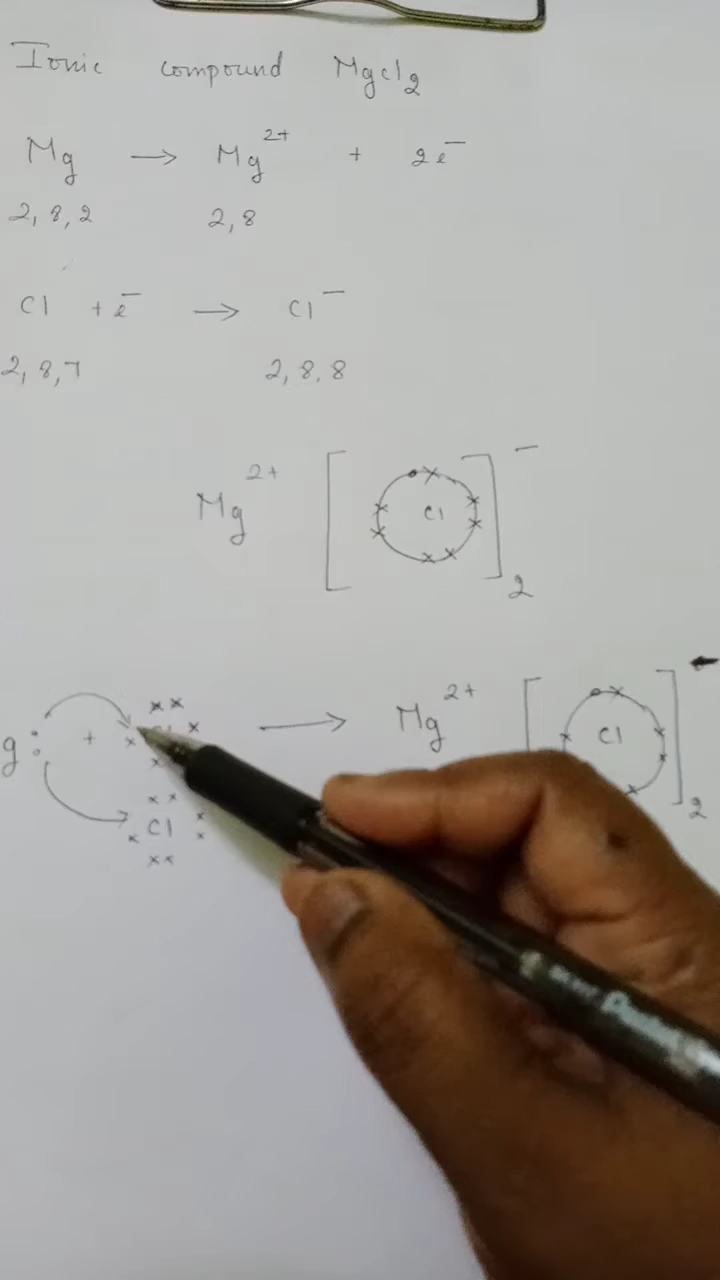 Ionic compound MgCl2
Mg → Mg2+ + 2e−
2,8,2 2,8
Cl + e− → Cl−
2,8,7 2,8,8
Mg2+ [ Cl ]−2
g: + → Mg2+ [ Cl ]−2
Cl
Pentel